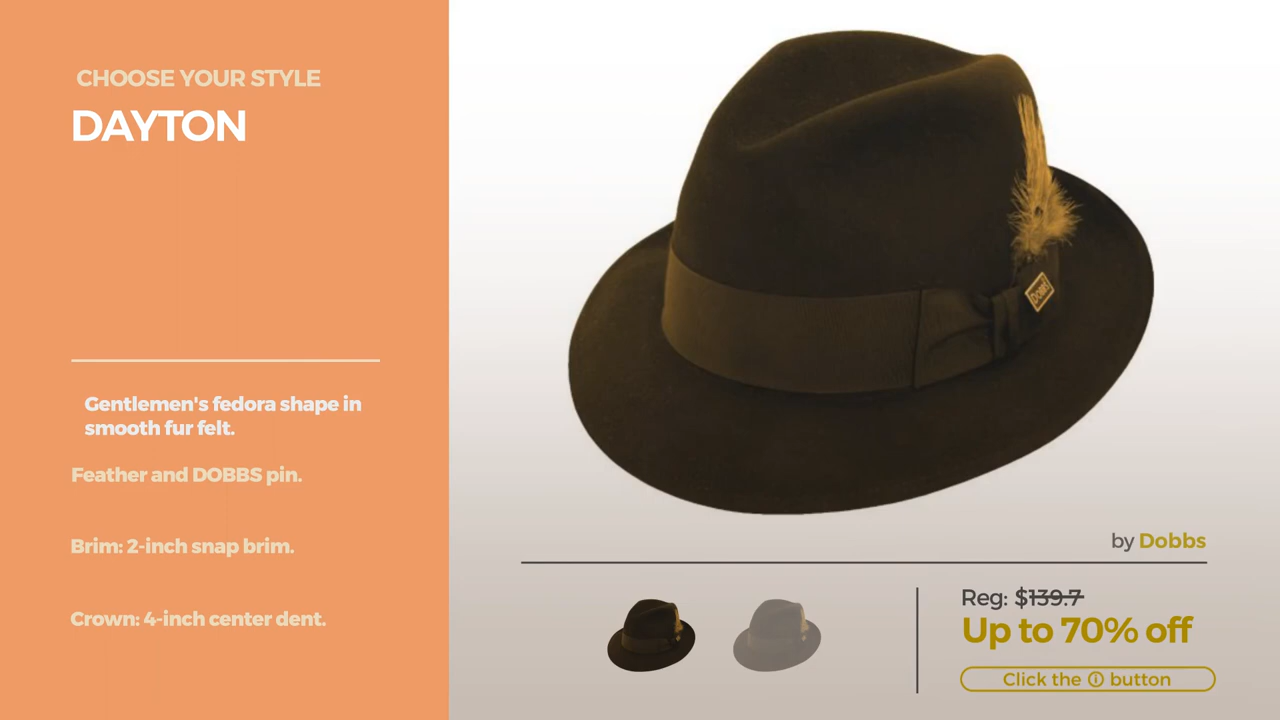 CHOOSE YOUR STYLE
DAYTON
Gentlemen's fedora shape in
smooth fur felt.
Feather and DOBBS pin.
Brim: 2-inch snap brim.
Crown: 4-inch center dent.
DOBBS
by Dobbs
Reg: $139.7
Up to 70% off
Click the ⓘ button